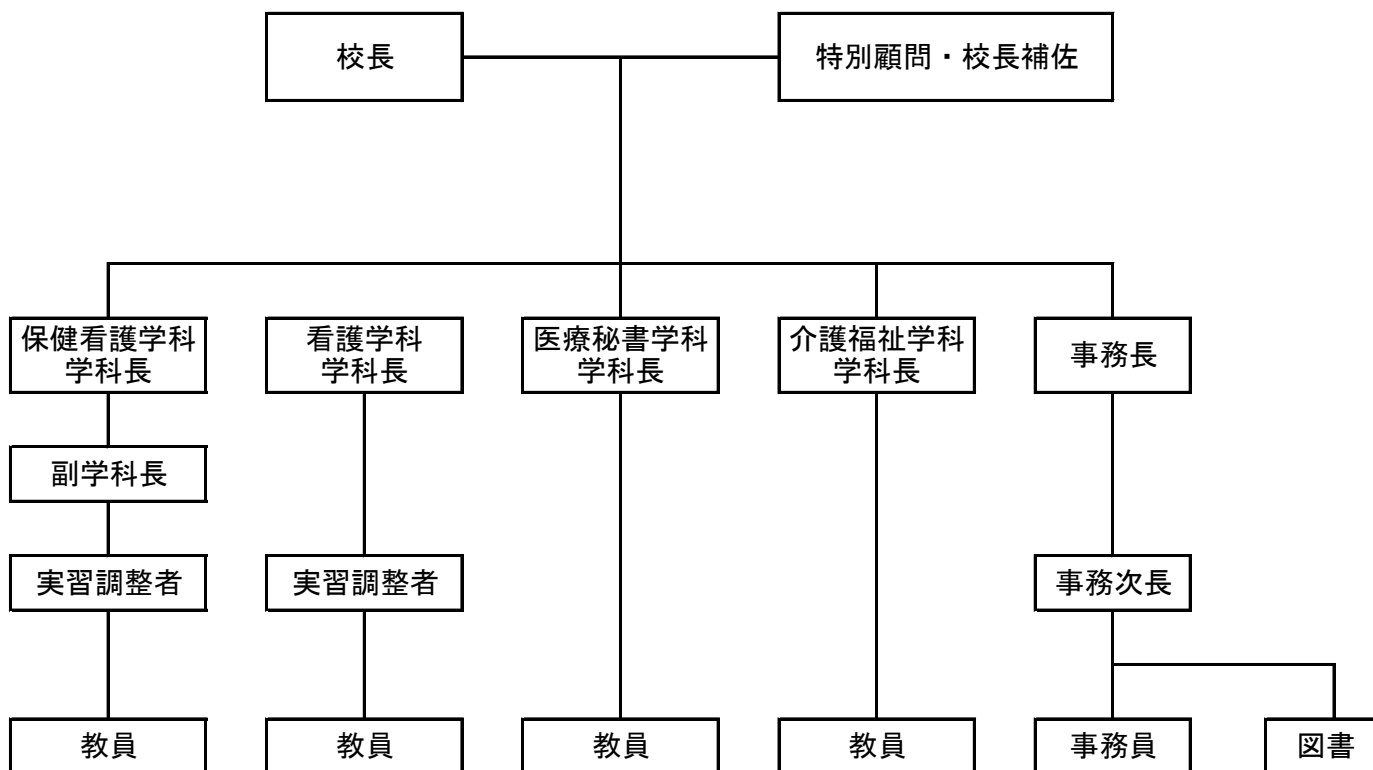 校長
特別顧問・校長補佐
保健看護学科
学科長
看護学科
学科長
医療秘書学科
学科長
介護福祉学科
学科長
事務長
副学科長
実習調整者
実習調整者
事務次長
教員
教員
教員
教員
事務員
図書